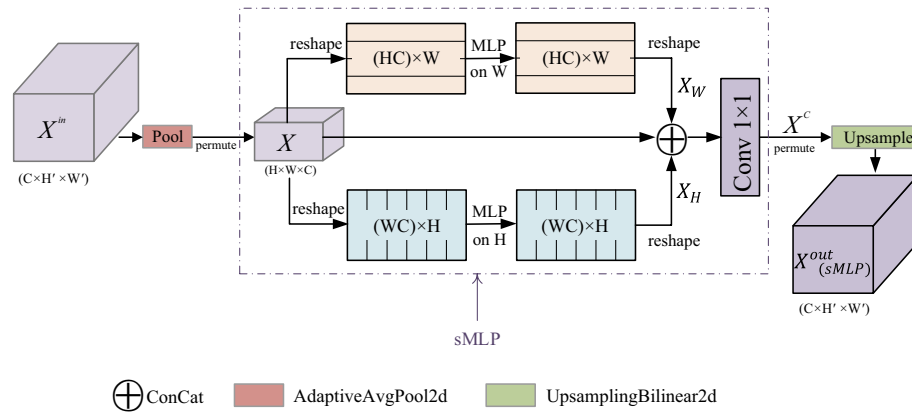 reshape
(HC)×W
MLP
on W
(HC)×W
reshape
X_W
X^in
(C×H′×W′)
Pool
permute
X
(H×W×C)
Conv 1×1
X^C
permute
Upsample
reshape
(WC)×H
MLP
on H
(WC)×H
X_H
reshape
X^out_(sMLP)
(C×H′×W′)
sMLP
ConCat
AdaptiveAvgPool2d
UpsamplingBilinear2d